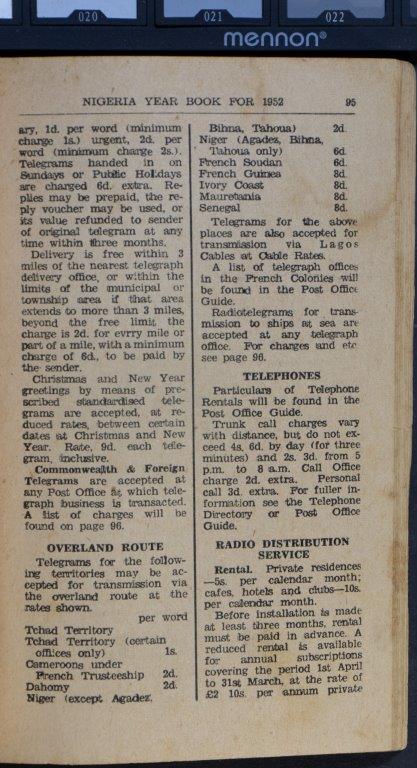 020
021
022
mennon®
NIGERIA YEAR BOOK FOR 1952 95
ary, 1d. per word (minimum
charge 1s.) urgent, 2d. per
word (minimum charge 2s.).
Telegrams handed in on
Sundays or Public Holidays
are charged 6d. extra. Re-
plies may be prepaid, the re-
ply voucher may be used, or
its value refunded to sender
of original telegram at any
time within three months.
Delivery is free within 3
miles of the nearest telegraph
delivery office, or within the
limits of the municipal or
township area if that area
extends to more than 3 miles,
beyond the free limit, the
charge is 2d. for evrry mile or
part of a mile, with a minimum
charge of 6d., to be paid by
the sender.
Christmas and New Year
greetings by means of pre-
scribed standardised tele-
grams are accepted, at re-
duced rates, between certain
dates at Christmas and New
Year. Rate, 9d. each tele-
gram, inclusive.
Commonwealth & Foreign
Telegrams are accepted at
any Post Office at which tele-
graph business is transacted.
A list of charges will be
found on page 96.
OVERLAND ROUTE
Telegrams for the follow-
ing territories may be ac-
cepted for transmission via
the overland route at the
rates shown.
per word
Tchad Territory
Tchad Territory (certain
offices only) 1s.
Cameroons under
French Trusteeship 2d.
Dahomy 2d.
Niger (except Agadez,
Bihna, Tahoua) 2d.
Niger (Agadez, Bihna,
Tahoua only) 6d.
French Soudan 6d.
French Guinea 8d.
Ivory Coast 8d.
Mauretania 8d.
Senegal 8d.
Telegrams for the above
places are also accepted for
transmission via Lagos
Cables at Cable Rates.
A list of telegraph offices
in the French Colonies will
be found in the Post Office
Guide.
Radiotelegrams for trans-
mission to ships at sea are
accepted at any telegraph
office. For charges and etc
see page 96.
TELEPHONES
Particulars of Telephone
Rentals will be found in the
Post Office Guide.
Trunk call charges vary
with distance, but do not ex-
ceed 4s. 6d. by day (for three
minutes) and 2s. 3d. from 5
p.m. to 8 a.m. Call Office
charge 2d. extra. Personal
call 3d. extra. For fuller in-
formation see the Telephone
Directory or Post Office
Guide.
RADIO DISTRIBUTION
SERVICE
Rental. Private residences
—5s. per calendar month;
cafes, hotels and clubs—10s.
per calendar month.
Before installation is made
at least three months, rental
must be paid in advance. A
reduced rental is available
for annual subscriptions
covering the period 1st April
to 31st March, at the rate of
£2 10s. per annum private